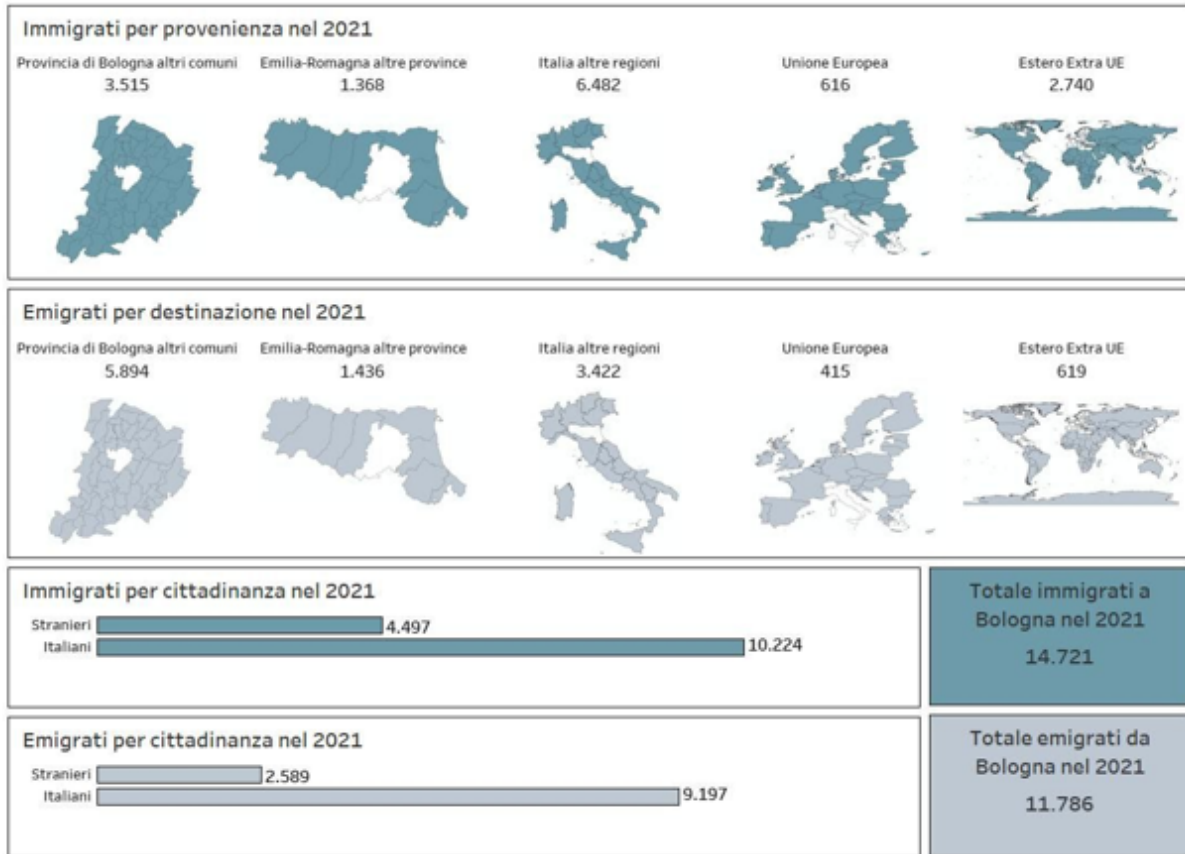 Immigrati per provenienza nel 2021
Provincia di Bologna altri comuni
3.515
Emilia-Romagna altre province
1.368
Italia altre regioni
6.482
Unione Europea
616
Estero Extra UE
2.740
Emigrati per destinazione nel 2021
Provincia di Bologna altri comuni
5.894
Emilia-Romagna altre province
1.436
Italia altre regioni
3.422
Unione Europea
415
Estero Extra UE
619
Immigrati per cittadinanza nel 2021
Stranieri 4.497
Italiani 10.224
Totale immigrati a
Bologna nel 2021
14.721
Emigrati per cittadinanza nel 2021
Stranieri 2.589
Italiani 9.197
Totale emigrati da
Bologna nel 2021
11.786